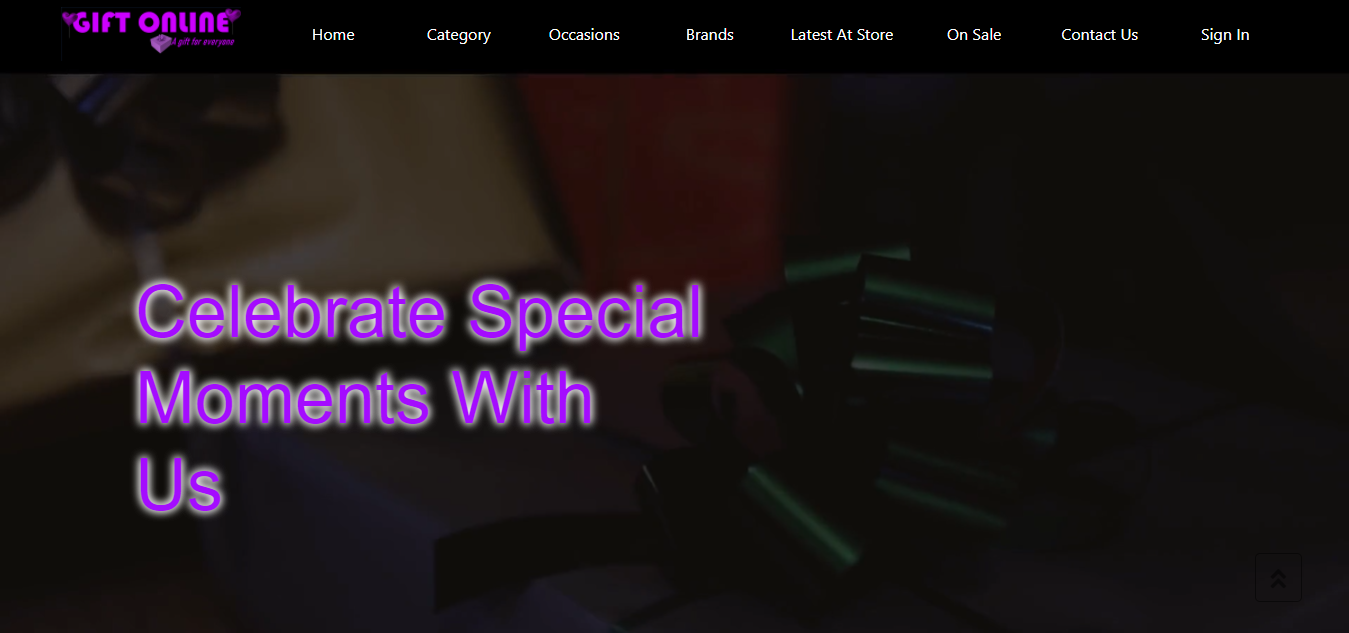 GIFT ONLINE
A gift for everyone
Home
Category
Occasions
Brands
Latest At Store
On Sale
Contact Us
Sign In
Celebrate Special
Moments With
Us